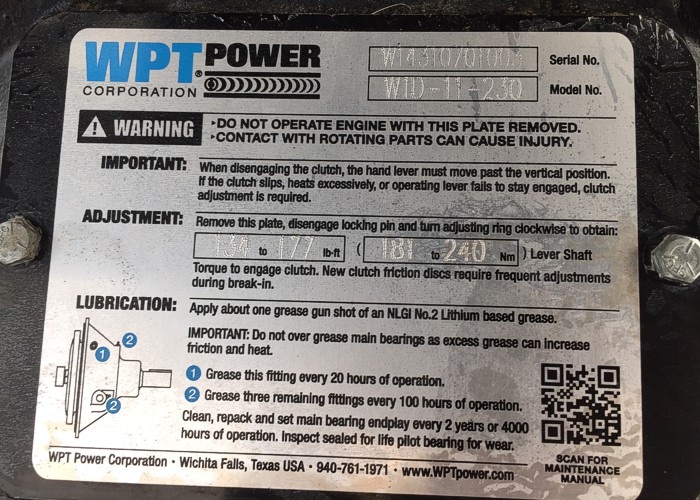 WPT POWER
CORPORATION
W1431070T003 Serial No.
W1D-11-230 Model No.
WARNING ‣DO NOT OPERATE ENGINE WITH THIS PLATE REMOVED.
‣CONTACT WITH ROTATING PARTS CAN CAUSE INJURY.
IMPORTANT: When disengaging the clutch, the hand lever must move past the vertical position.
If the clutch slips, heats excessively, or operating lever fails to stay engaged, clutch
adjustment is required.
ADJUSTMENT: Remove this plate, disengage locking pin and turn adjusting ring clockwise to obtain:
134 to 177 lb-ft ( 181 to 240 Nm ) Lever Shaft
Torque to engage clutch. New clutch friction discs require frequent adjustments
during break-in.
LUBRICATION: Apply about one grease gun shot of an NLGI No.2 Lithium based grease.
IMPORTANT: Do not over grease main bearings as excess grease can increase
friction and heat.
1 2 2
1 Grease this fitting every 20 hours of operation.
2 Grease three remaining fittings every 100 hours of operation.
Clean, repack and set main bearing endplay every 2 years or 4000
hours of operation. Inspect sealed for life pilot bearing for wear.
SCAN FOR
MAINTENANCE
MANUAL
WPT Power Corporation · Wichita Falls, Texas USA · 940-761-1971 · www.WPTpower.com